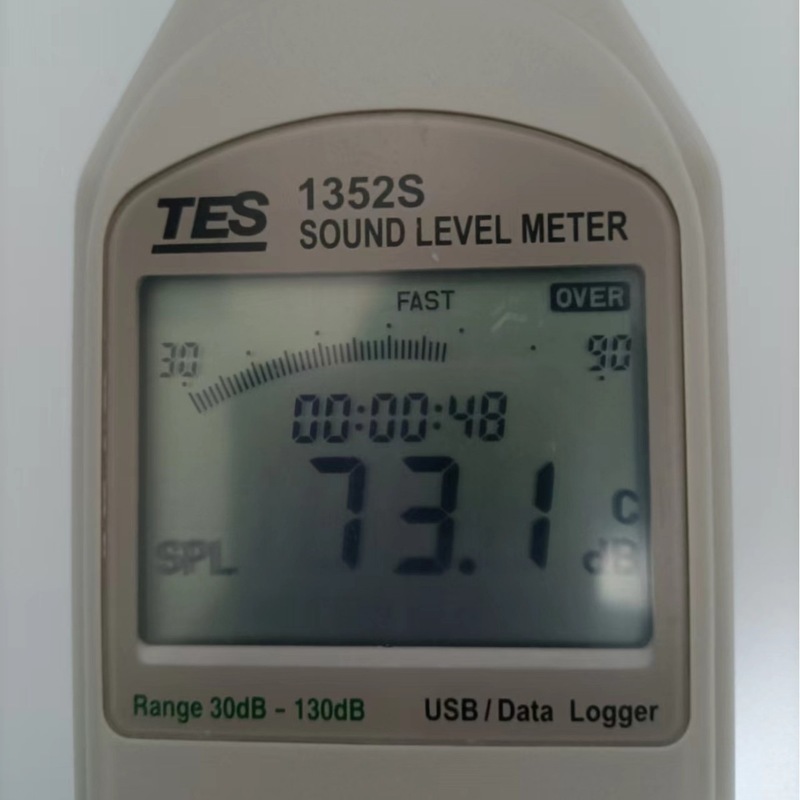 TES 1352S
SOUND LEVEL METER
FAST OVER
30 90
00:00:48
73.1 C
SPL dB
Range 30dB - 130dB USB / Data Logger